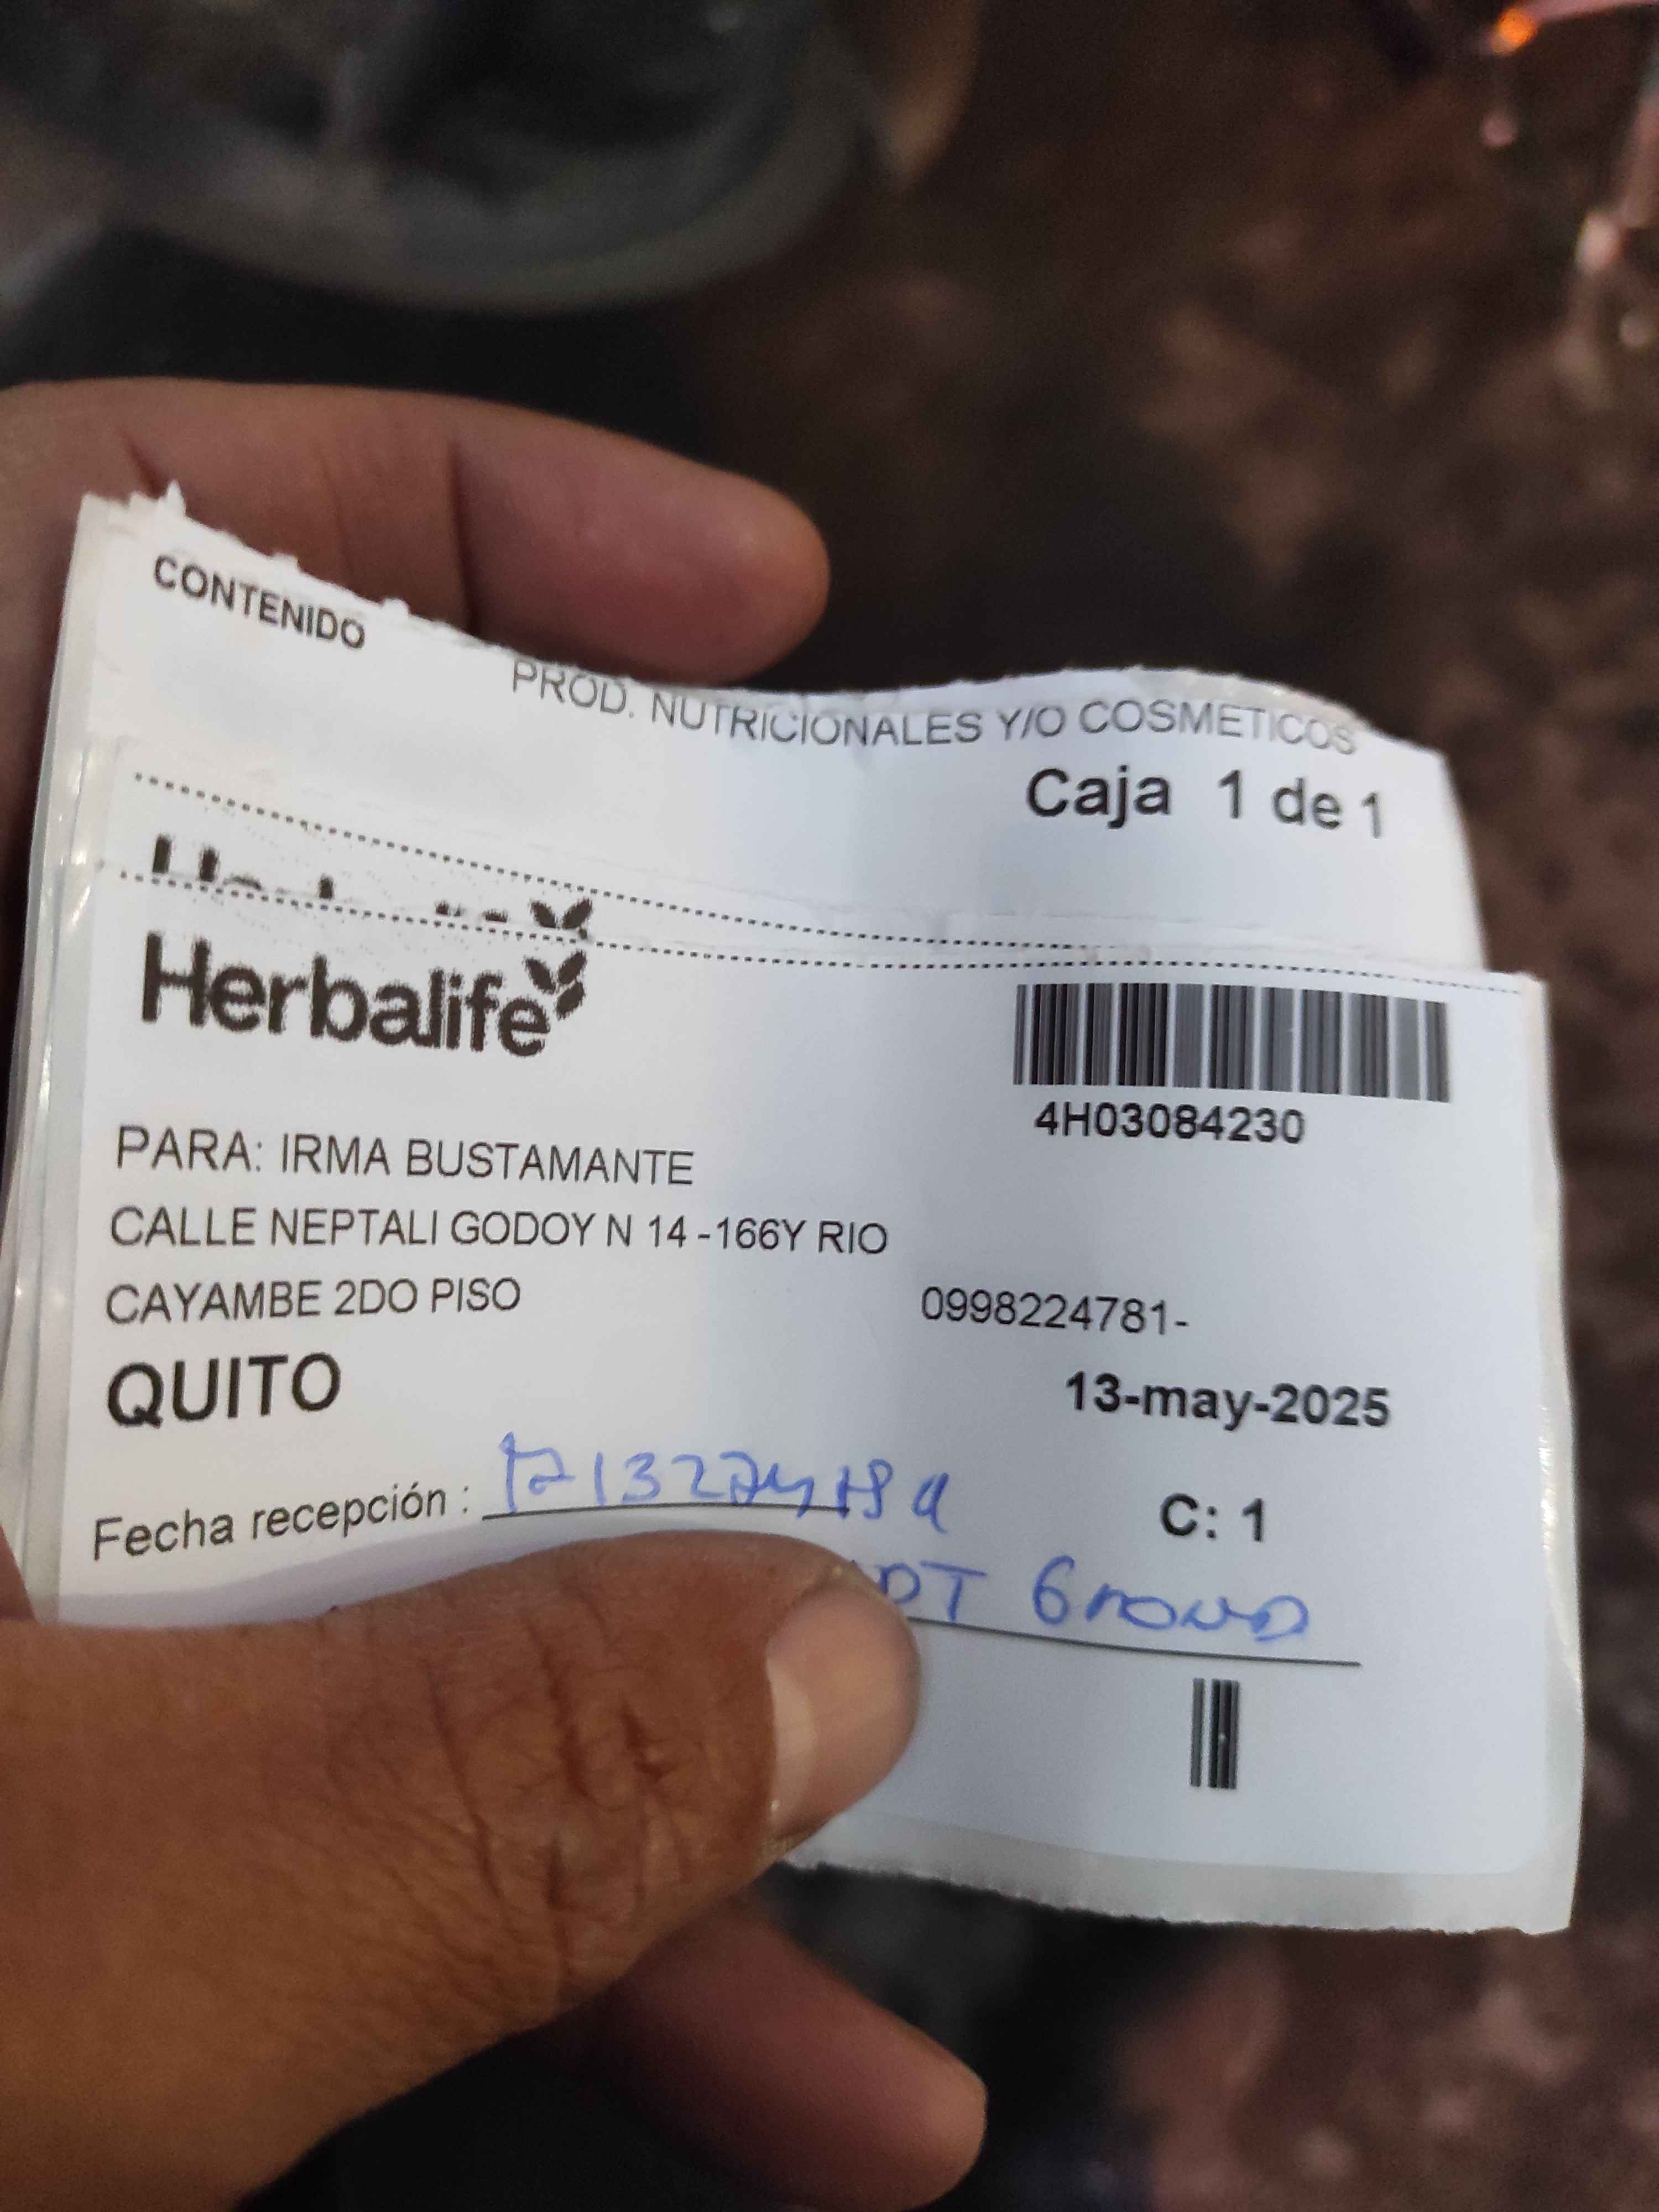 CONTENIDO
PROD. NUTRICIONALES Y/O COSMETICOS
Caja 1 de 1
Herbalife
4H03084230
PARA: IRMA BUSTAMANTE
CALLE NEPTALI GODOY N 14 -166Y RIO
CAYAMBE 2DO PISO
0998224781-
QUITO
13-may-2025
Fecha recepción :
C: 1